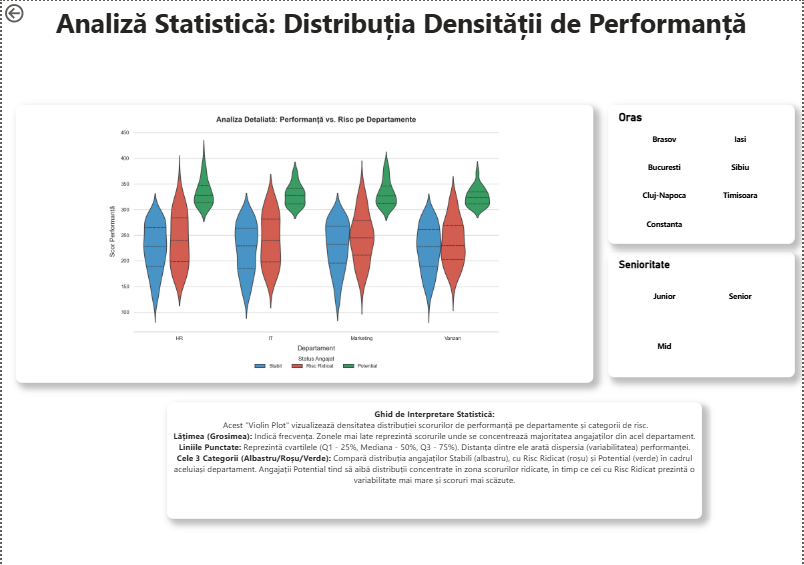 Analiză Statistică: Distribuția Densității de Performanță
Analiza Detaliată: Performanță vs. Risc pe Departamente
Scor Performanță
450
400
350
300
250
200
150
100
HR
IT
Marketing
Vanzari
Departament
Status Angajat
Stabil
Risc Ridicat
Potential
Oras
Brasov
Iasi
Bucuresti
Sibiu
Cluj-Napoca
Timisoara
Constanta
Senioritate
Junior
Senior
Mid
Ghid de Interpretare Statistică:
Acest "Violin Plot" vizualizează densitatea distribuției scorurilor de performanță pe departamente și categorii de risc.
Lățimea (Grosimea): Indică frecvența. Zonele mai late reprezintă scorurile unde se concentrează majoritatea angajaților din acel departament.
Liniile Punctate: Reprezintă cvartilele (Q1 - 25%, Mediana - 50%, Q3 - 75%). Distanța dintre ele arată dispersia (variabilitatea) performanței.
Cele 3 Categorii (Albastru/Roșu/Verde): Compară distribuția angajaților Stabili (albastru), cu Risc Ridicat (roșu) și Potential (verde) în cadrul
aceluiași departament. Angajații Potential tind să aibă distribuții concentrate în zona scorurilor ridicate, în timp ce cei cu Risc Ridicat prezintă o
variabilitate mai mare și scoruri mai scăzute.